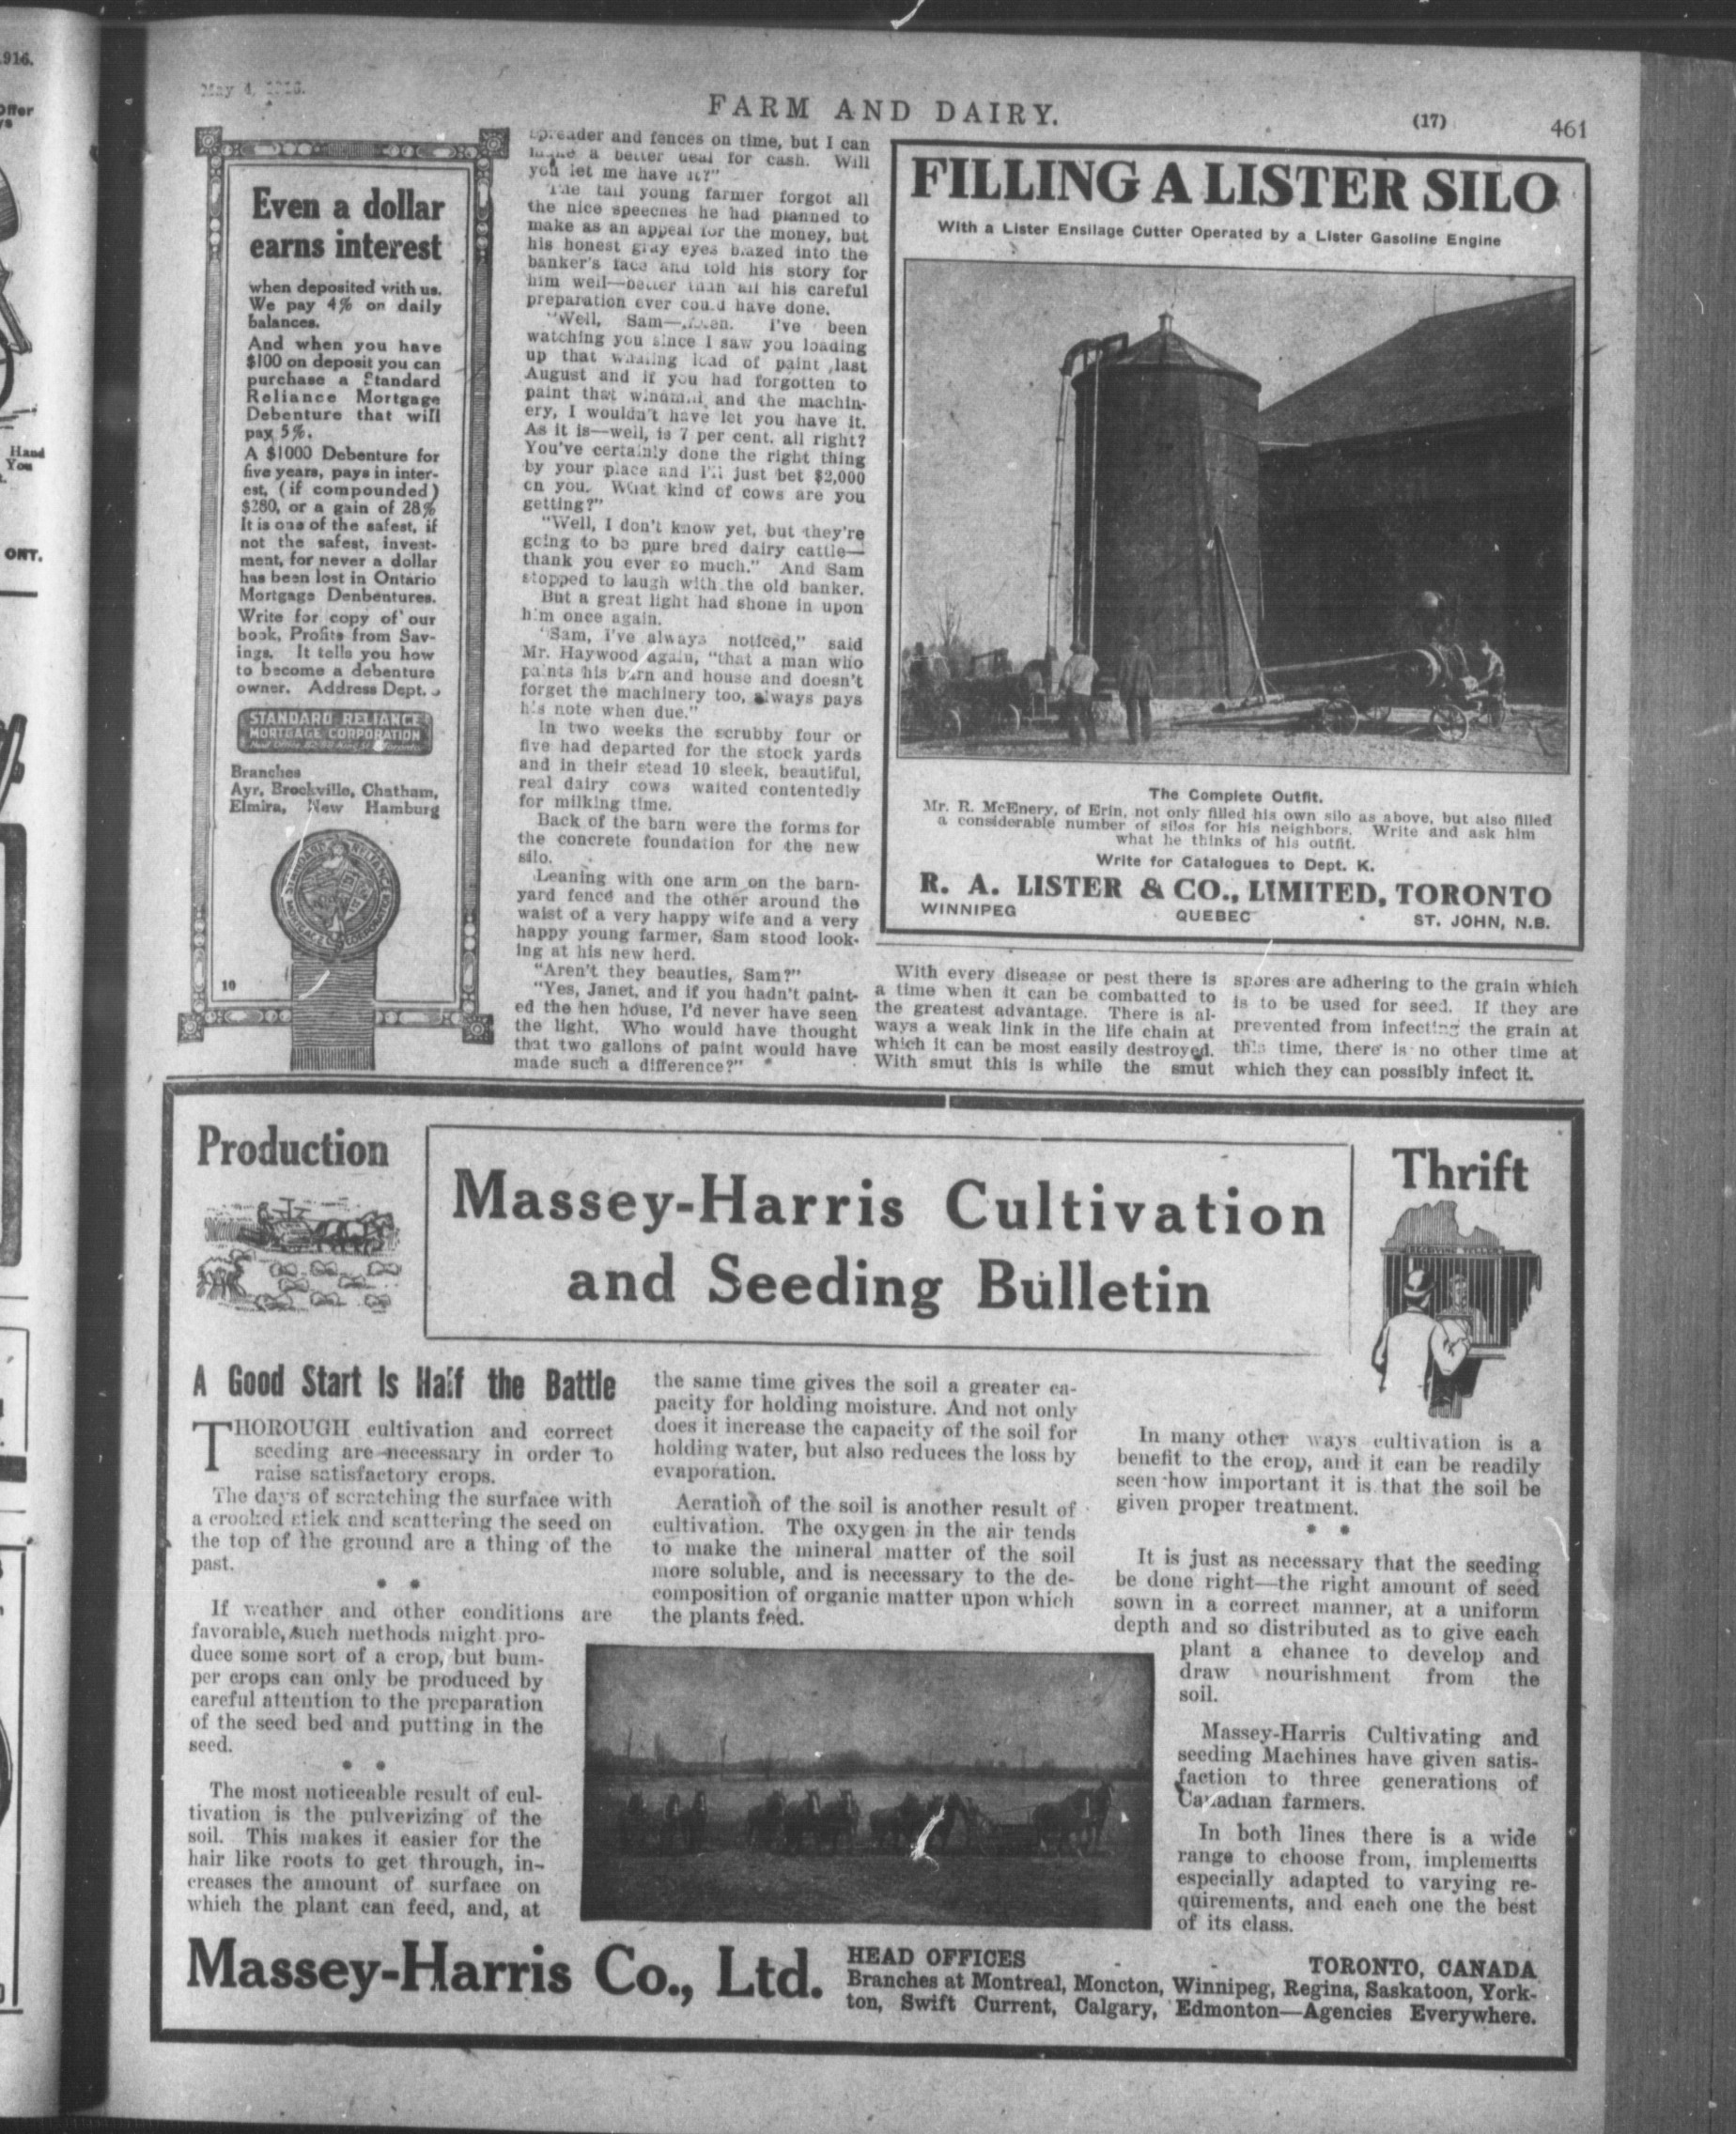 916.
Offer
Hand
You
ONT.
May 4,
FARM AND DAIRY.
(17)
461
Even a dollar
earns interest
when deposited with us.
We pay 4% on daily
balances.
And when you have
$100 on deposit you can
purchase a Standard
Reliance Mortgage
Debenture that will
pay 5%.
A $1000 Debenture for
five years, pays in inter-
est, (if compounded)
$280, or a gain of 28%
It is one of the safest, if
not the safest, invest-
ment, for never a dollar
has been lost in Ontario
Mortgage Denbentures.
Write for copy of our
book, Profits from Sav-
ings. It tells you how
to become a debenture
owner. Address Dept.
STANDARD RELIANCE
MORTGAGE CORPORATION
Head Office, 82-88 King St. E Toronto
Branches
Ayr, Brockville, Chatham,
Elmira, New Hamburg
STANDARD RELIANCE
MORTGAGE CORPORATION
10
spreader and fences on time, but I can
make a better deal for cash. Will
you let me have it?"
The tall young farmer forgot all
the nice speeches he had planned to
make as an appeal for the money, but
his honest gray eyes blazed into the
banker's face and told his story for
him well—better than all his careful
preparation ever could have done.
"Well, Sam—listen. I've been
watching you since I saw you loading
up that whaling load of paint last
August and if you had forgotten to
paint that windmill and the machin-
ery, I wouldn't have let you have it.
As it is—well, is 7 per cent. all right?
You've certainly done the right thing
by your place and I'll just bet $2,000
on you. What kind of cows are you
getting?"
"Well, I don't know yet, but they're
going to be pure bred dairy cattle—
thank you ever so much." And Sam
stopped to laugh with the old banker.
But a great light had shone in upon
him once again.
"Sam, I've always noticed," said
Mr. Haywood again, "that a man who
paints his barn and house and doesn't
forget the machinery too, always pays
his note when due."
In two weeks the scrubby four or
five had departed for the stock yards
and in their stead 10 sleek, beautiful,
real dairy cows waited contentedly
for milking time.
Back of the barn were the forms for
the concrete foundation for the new
silo.
Leaning with one arm on the barn-
yard fence and the other around the
waist of a very happy wife and a very
happy young farmer, Sam stood look-
ing at his new herd.
"Aren't they beauties, Sam?"
"Yes, Janet, and if you hadn't paint-
ed the hen house, I'd never have seen
the light. Who would have thought
that two gallons of paint would have
made such a difference?"
FILLING A LISTER SILO
With a Lister Ensilage Cutter Operated by a Lister Gasoline Engine
The Complete Outfit.
Mr. R. McEnery, of Erin, not only filled his own silo as above, but also filled
a considerable number of silos for his neighbors. Write and ask him
what he thinks of his outfit.
Write for Catalogues to Dept. K.
R. A. LISTER & CO., LIMITED, TORONTO
WINNIPEG QUEBEC ST. JOHN, N.B.
With every disease or pest there is
a time when it can be combatted to
the greatest advantage. There is al-
ways a weak link in the life chain at
which it can be most easily destroyed.
With smut this is while the smut
spores are adhering to the grain which
is to be used for seed. If they are
prevented from infecting the grain at
this time, there is no other time at
which they can possibly infect it.
Production
Massey-Harris Cultivation
and Seeding Bulletin
Thrift
RECEIVING TELLER
A Good Start Is Half the Battle
THOROUGH cultivation and correct
seeding are necessary in order to
raise satisfactory crops.
The days of scratching the surface with
a crooked stick and scattering the seed on
the top of the ground are a thing of the
past.
If weather and other conditions are
favorable, such methods might pro-
duce some sort of a crop, but bum-
per crops can only be produced by
careful attention to the preparation
of the seed bed and putting in the
seed.
The most noticeable result of cul-
tivation is the pulverizing of the
soil. This makes it easier for the
hair like roots to get through, in-
creases the amount of surface on
which the plant can feed, and, at
the same time gives the soil a greater ca-
pacity for holding moisture. And not only
does it increase the capacity of the soil for
holding water, but also reduces the loss by
evaporation.
Aeration of the soil is another result of
cultivation. The oxygen in the air tends
to make the mineral matter of the soil
more soluble, and is necessary to the de-
composition of organic matter upon which
the plants feed.
In many other ways cultivation is a
benefit to the crop, and it can be readily
seen how important it is that the soil be
given proper treatment.
It is just as necessary that the seeding
be done right—the right amount of seed
sown in a correct manner, at a uniform
depth and so distributed as to give each
plant a chance to develop and
draw nourishment from the
soil.
Massey-Harris Cultivating and
seeding Machines have given satis-
faction to three generations of
Canadian farmers.
In both lines there is a wide
range to choose from, implements
especially adapted to varying re-
quirements, and each one the best
of its class.
Massey-Harris Co., Ltd.
HEAD OFFICES TORONTO, CANADA
Branches at Montreal, Moncton, Winnipeg, Regina, Saskatoon, York-
ton, Swift Current, Calgary, Edmonton—Agencies Everywhere.